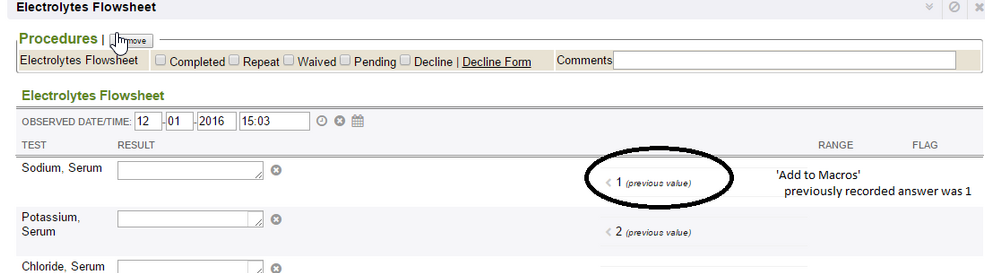 Electrolytes Flowsheet
Procedures |
Electrolytes Flowsheet Completed Repeat Waived Pending Decline | Decline Form Comments
Electrolytes Flowsheet
OBSERVED DATE/TIME: 12 -01 -2016 15:03
TEST RESULT RANGE FLAG
Sodium, Serum < 1 (previous value) 'Add to Macros'
previously recorded answer was 1
Potassium, Serum < 2 (previous value)
Chloride, Serum